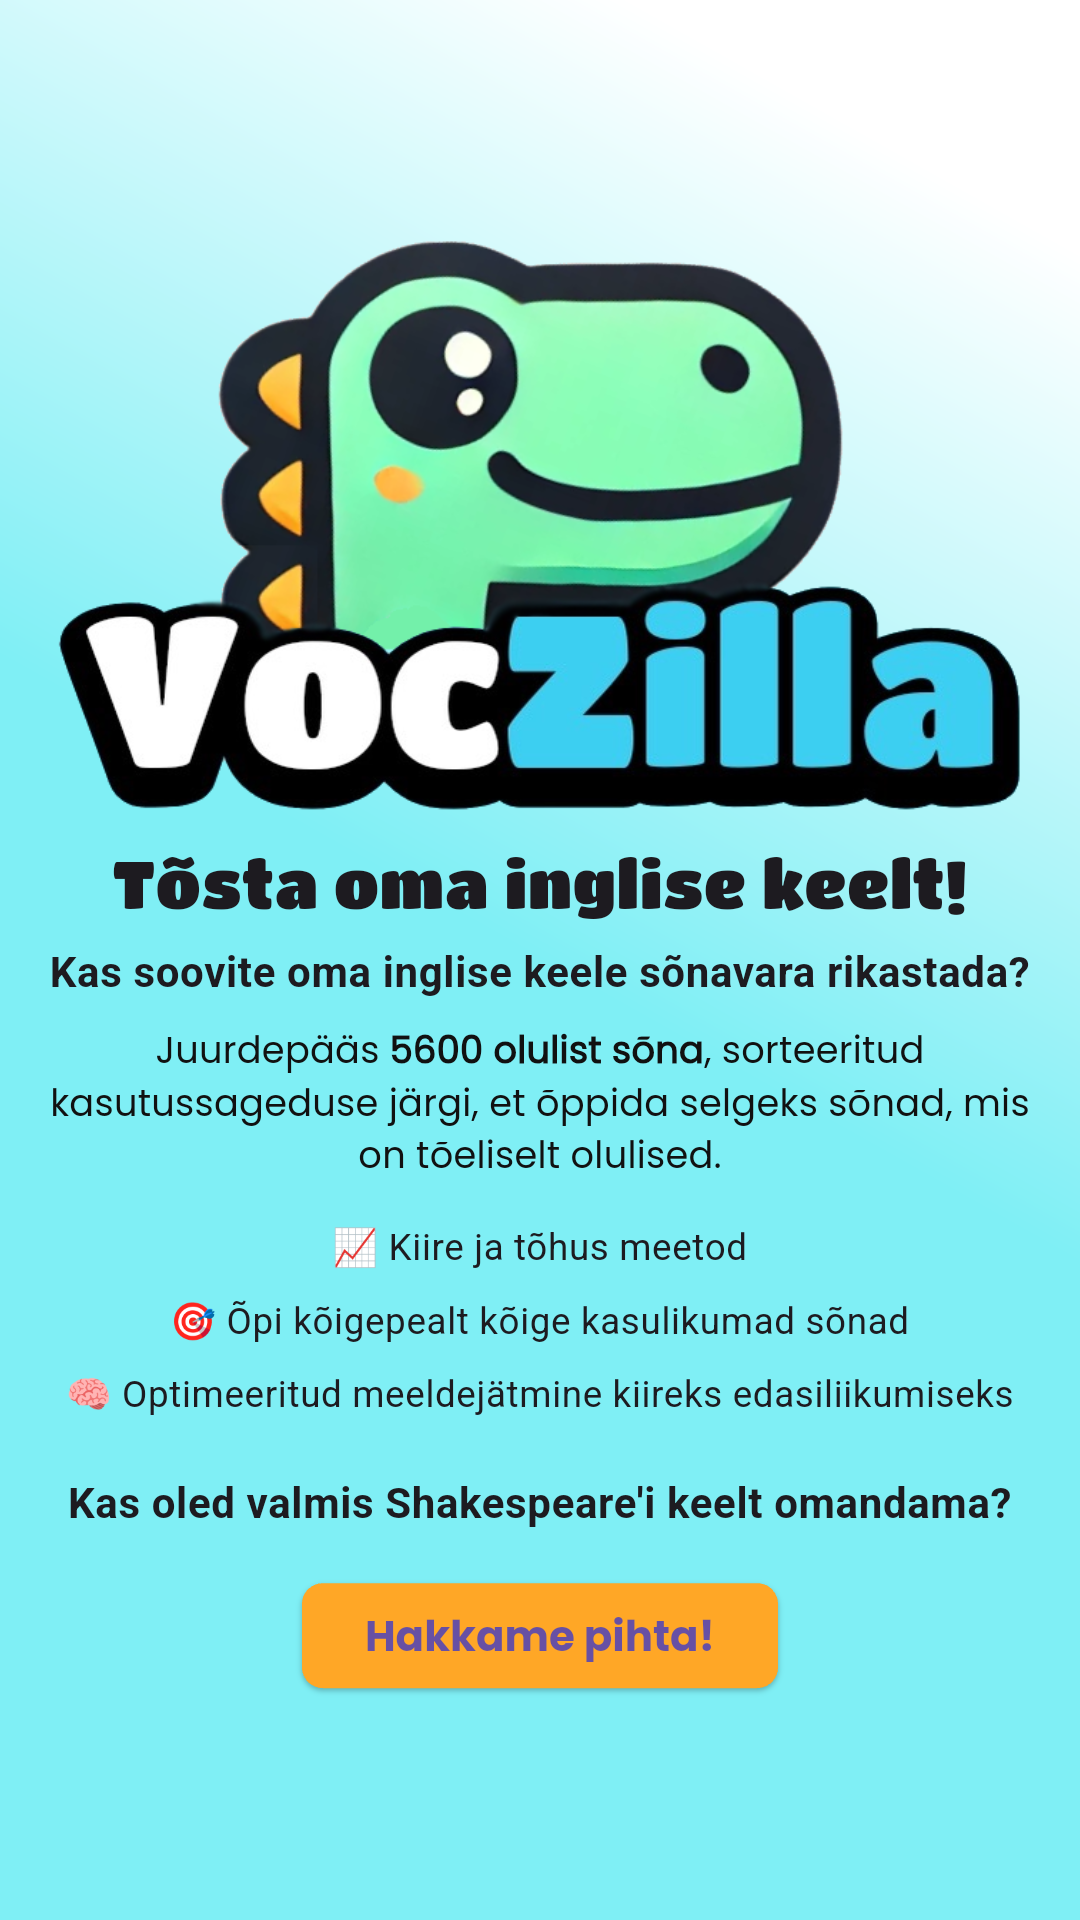 VocZilla
Tõsta oma inglise keelt!
Kas soovite oma inglise keele sõnavara rikastada?
Juurdepääs 5600 olulist sõna, sorteeritud
kasutussageduse järgi, et õppida selgeks sõnad, mis
on tõeliselt olulised.
📈 Kiire ja tõhus meetod
🎯 Õpi kõigepealt kõige kasulikumad sõnad
🧠 Optimeeritud meeldejätmine kiireks edasiliikumiseks
Kas oled valmis Shakespeare'i keelt omandama?
Hakkame pihta!